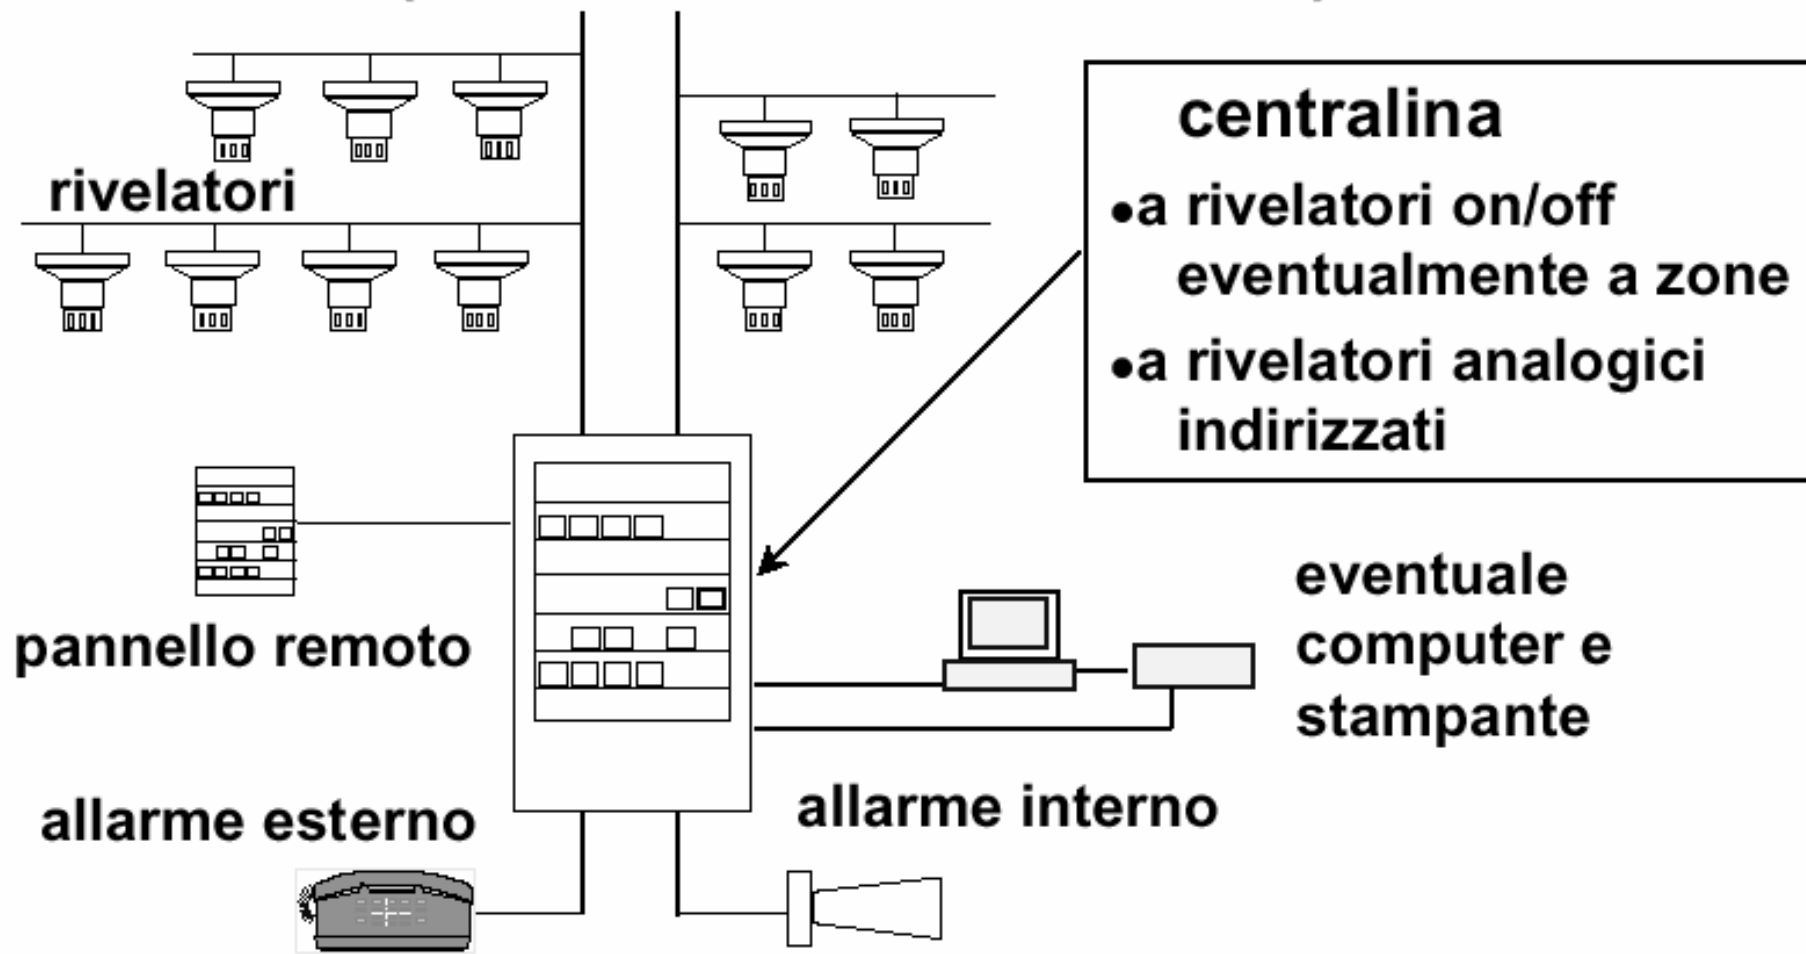 rivelatori
centralina
●a rivelatori on/off
eventualmente a zone
●a rivelatori analogici
indirizzati
pannello remoto
eventuale
computer e
stampante
allarme esterno
allarme interno